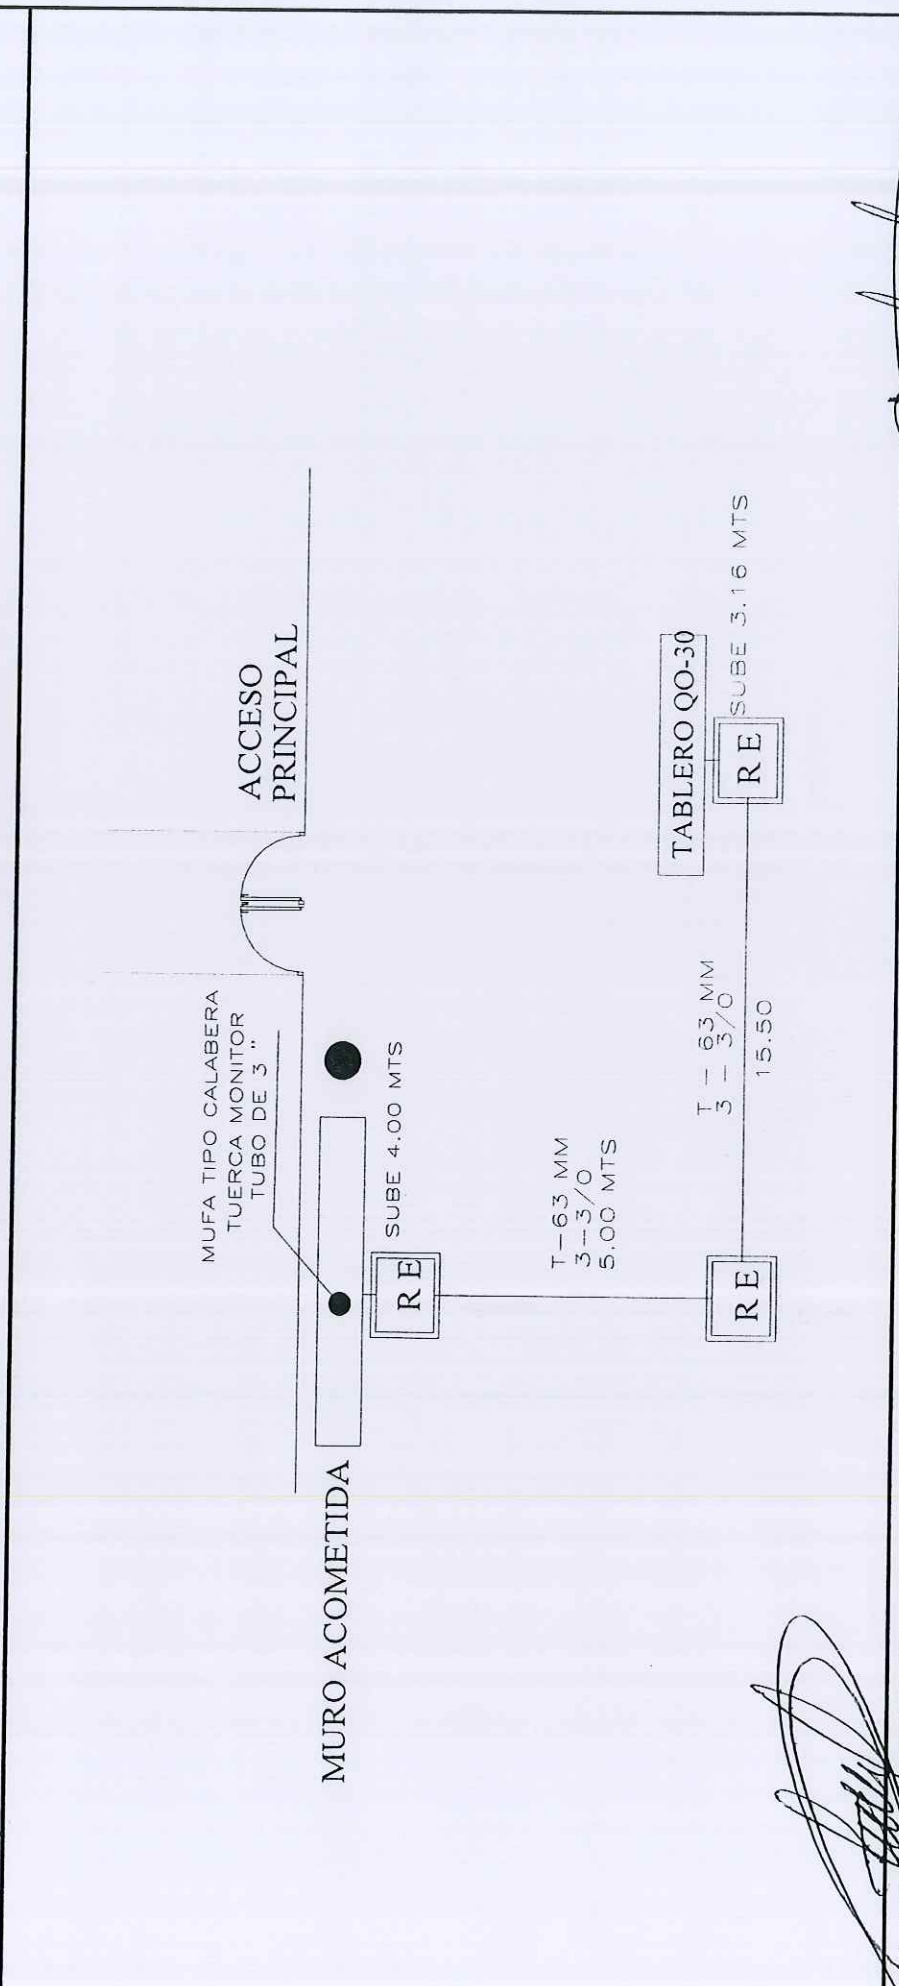 ACCESO
PRINCIPAL
MUFA TIPO CALABERA
TUERCA MONITOR
TUBO DE 3 "
SUBE 4.00 MTS
MURO ACOMETIDA
R E
T-63 MM
3-3/0
5.00 MTS
R E
T - 63 MM
3 - 3/0
15.50
TABLERO QO-30
R E
SUBE 3.16 MTS